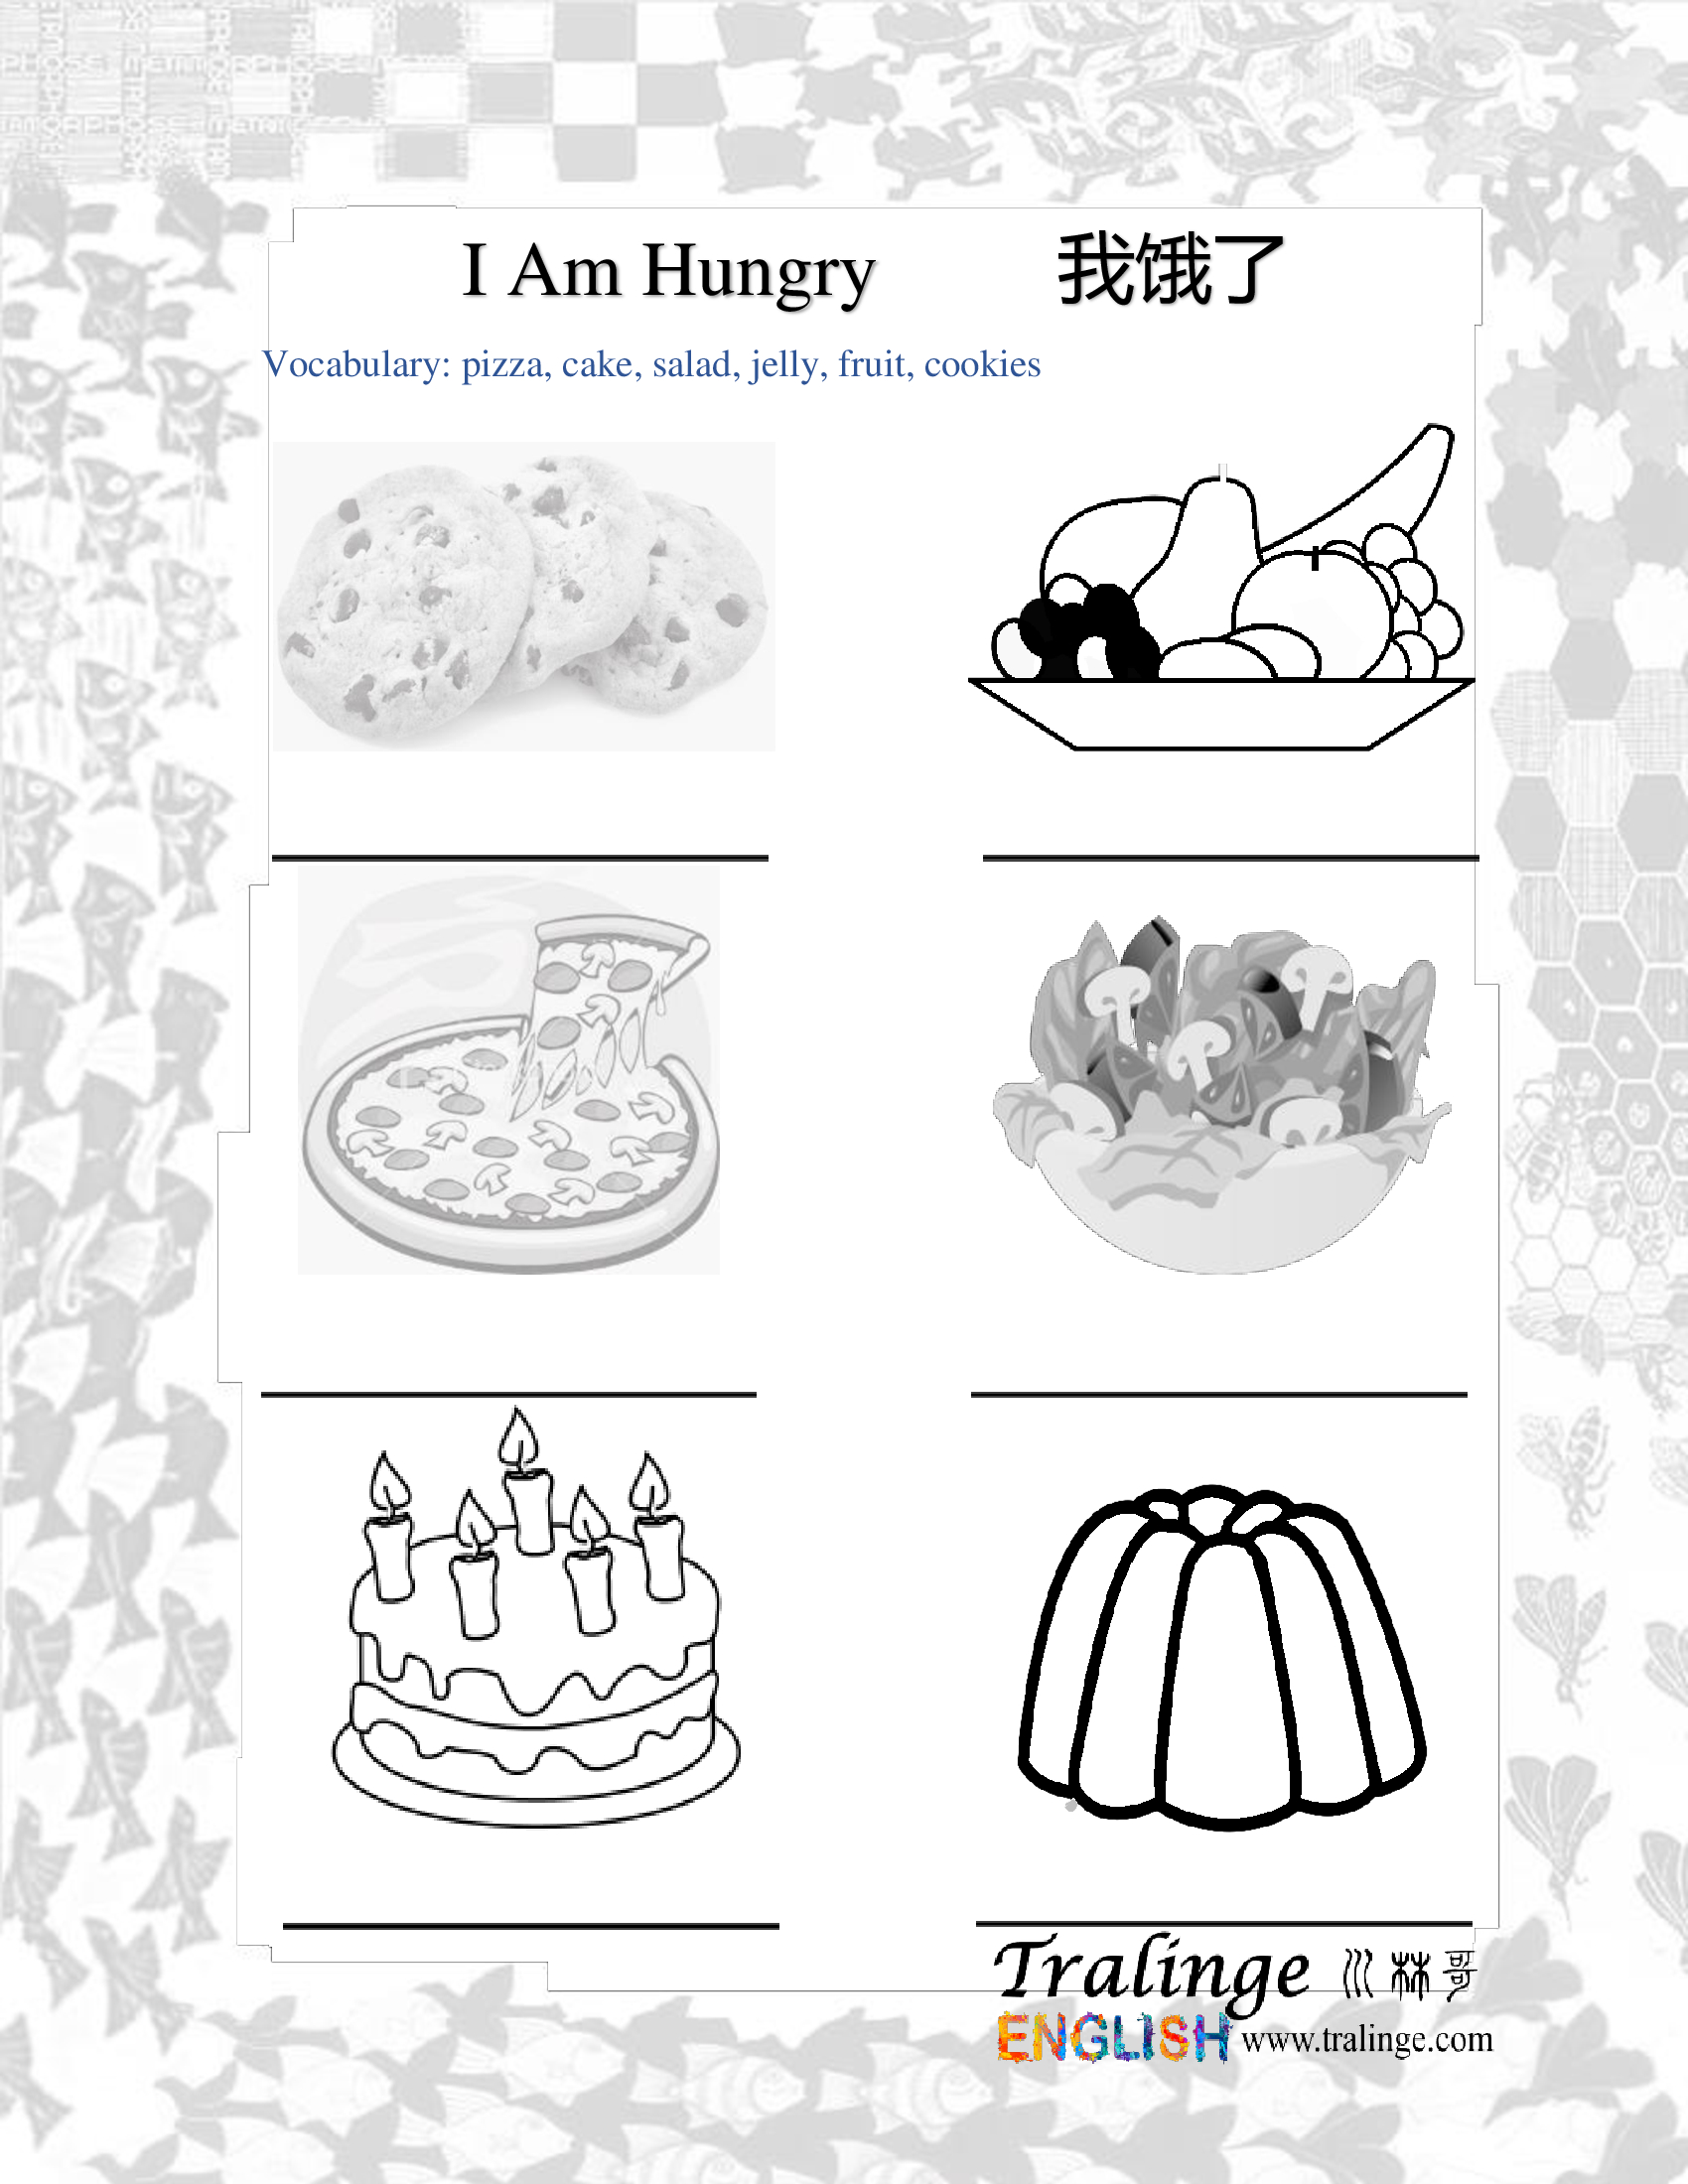 I Am Hungry 我饿了
Vocabulary: pizza, cake, salad, jelly, fruit, cookies
Tralinge 川林哥
ENGLISH www.tralinge.com